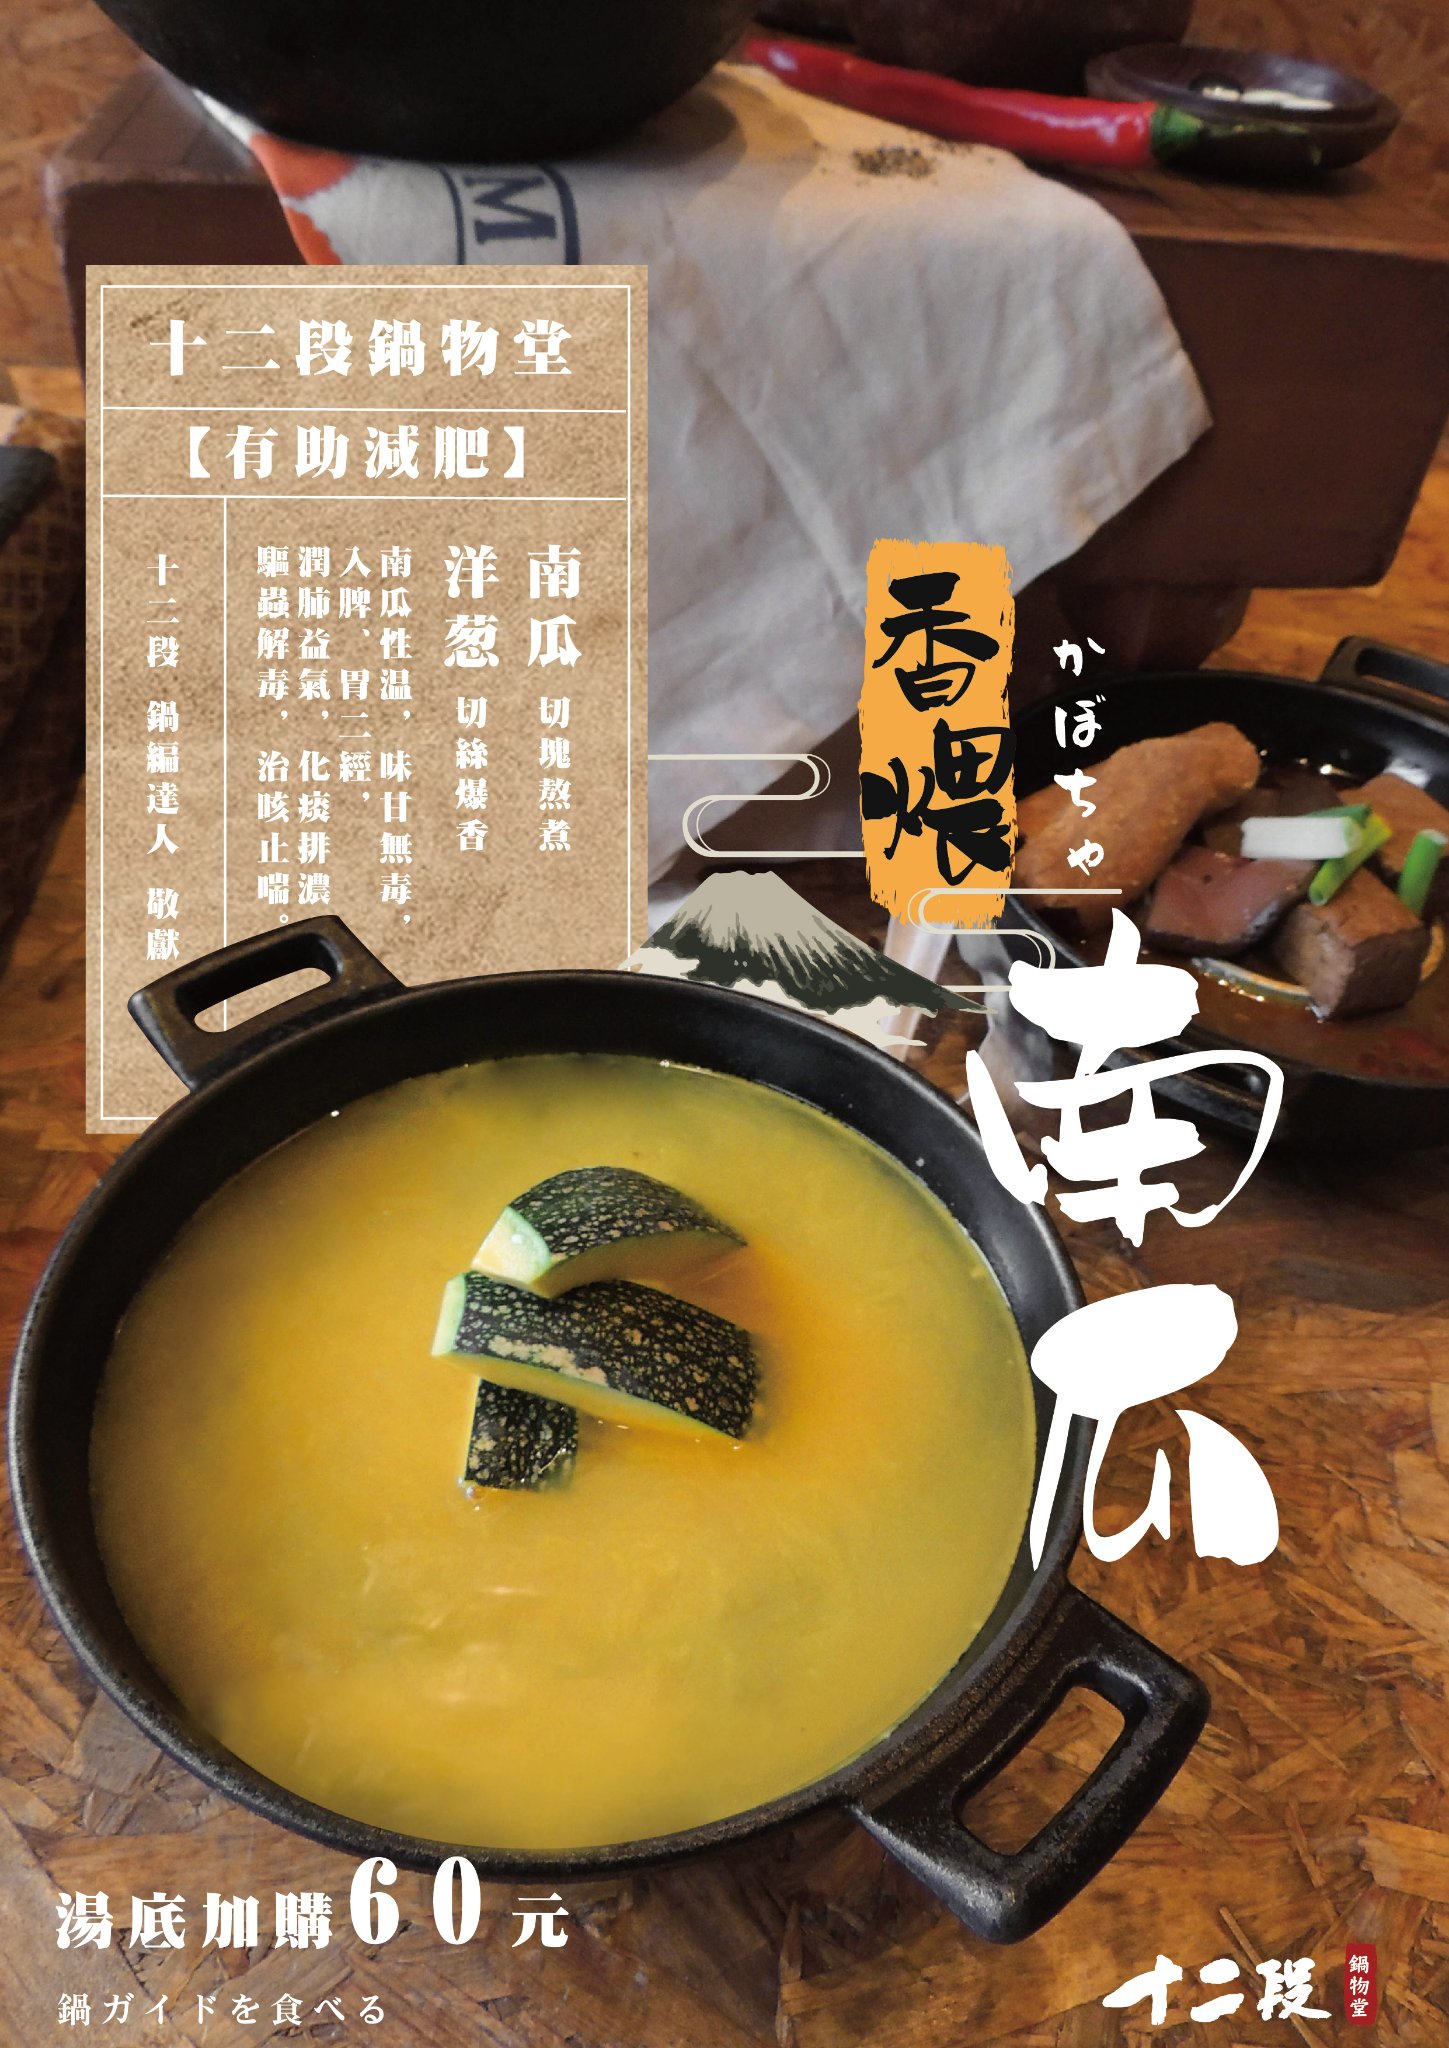 M
十二段鍋物堂
【有助減肥】
南瓜 切塊熬煮
洋葱 切絲爆香
南瓜性温，味甘無毒，
入脾、胃二經，
潤肺益氣，化痰排濃
驅蟲解毒，治咳止喘。
十二段 鍋編達人 敬獻
香煨
かぼちゃ
南瓜
湯底加購60元
鍋ガイドを食べる
十二段
鍋物堂